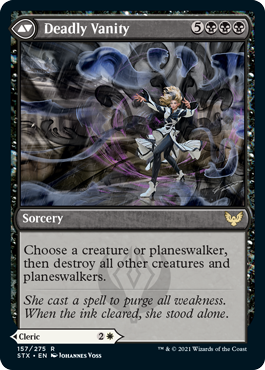 Deadly Vanity 5
Sorcery
Choose a creature or planeswalker,
then destroy all other creatures and
planeswalkers.
She cast a spell to purge all weakness.
When the ink cleared, she stood alone.
Cleric 2
157/275 R
STX • EN Johannes Voss
™ & © 2021 Wizards of the Coast